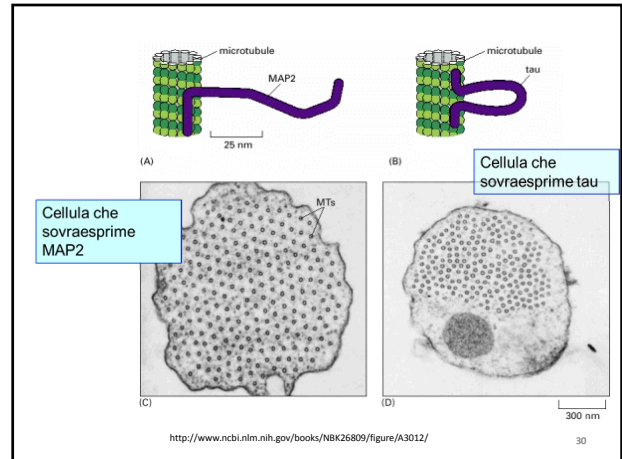 microtubule
MAP2
25 nm
(A)
microtubule
tau
(B)
Cellula che
sovraesprime tau
Cellula che
sovraesprime
MAP2
MTs
(C)
(D)
300 nm
http://www.ncbi.nlm.nih.gov/books/NBK26809/figure/A3012/
30